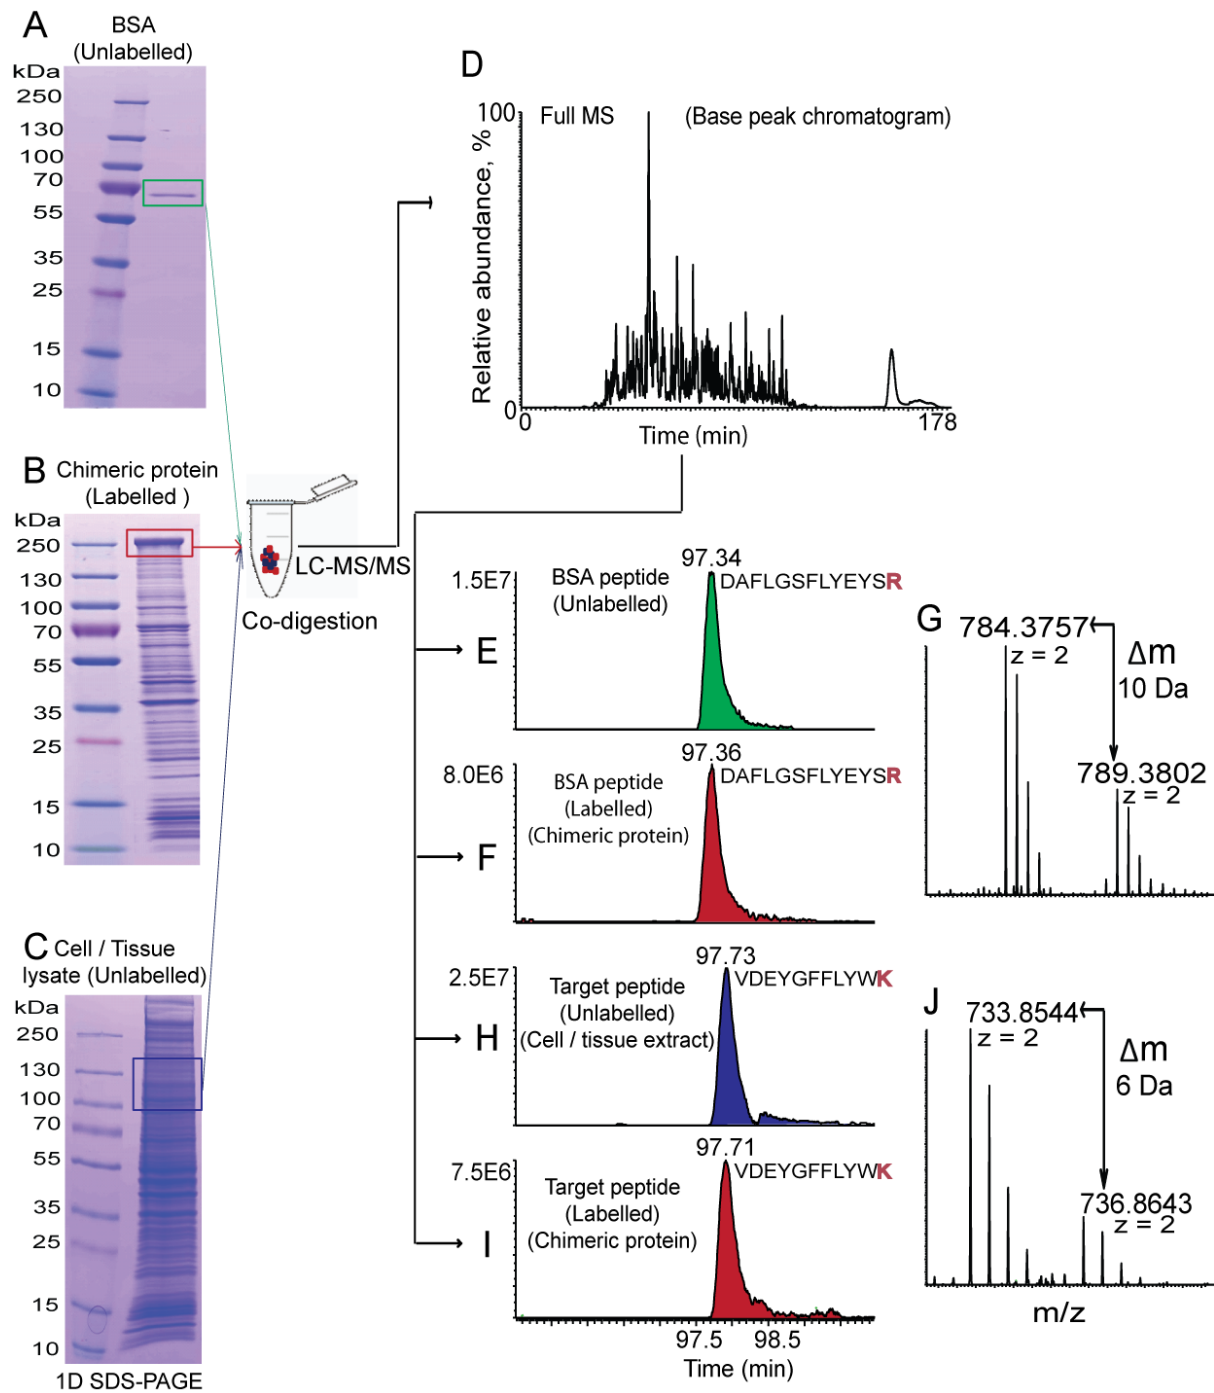 A
BSA
(Unlabelled)
kDa
250
130
100
70
55
35
25
15
10
B
Chimeric protein
(Labelled )
kDa
250
130
100
70
55
35
25
15
10
C
Cell / Tissue
lysate (Unlabelled)
kDa
250
130
100
70
55
35
25
15
10
1D SDS-PAGE
LC-MS/MS
Co-digestion
D
100
Full MS
(Base peak chromatogram)
Relative abundance, %
0
0
178
Time (min)
E
1.5E7
97.34
BSA peptide
(Unlabelled)
DAFLGSFLYEYSR
F
8.0E6
97.36
BSA peptide
(Labelled)
(Chimeric protein)
DAFLGSFLYEYSR
G
784.3757
z = 2
Δm
10 Da
789.3802
z = 2
H
2.5E7
97.73
Target peptide
(Unlabelled)
(Cell / tissue extract)
VDEYGFFLYWK
I
7.5E6
97.71
Target peptide
(Labelled)
(Chimeric protein)
VDEYGFFLYWK
97.5
98.5
Time (min)
J
733.8544
z = 2
Δm
6 Da
736.8643
z = 2
m/z